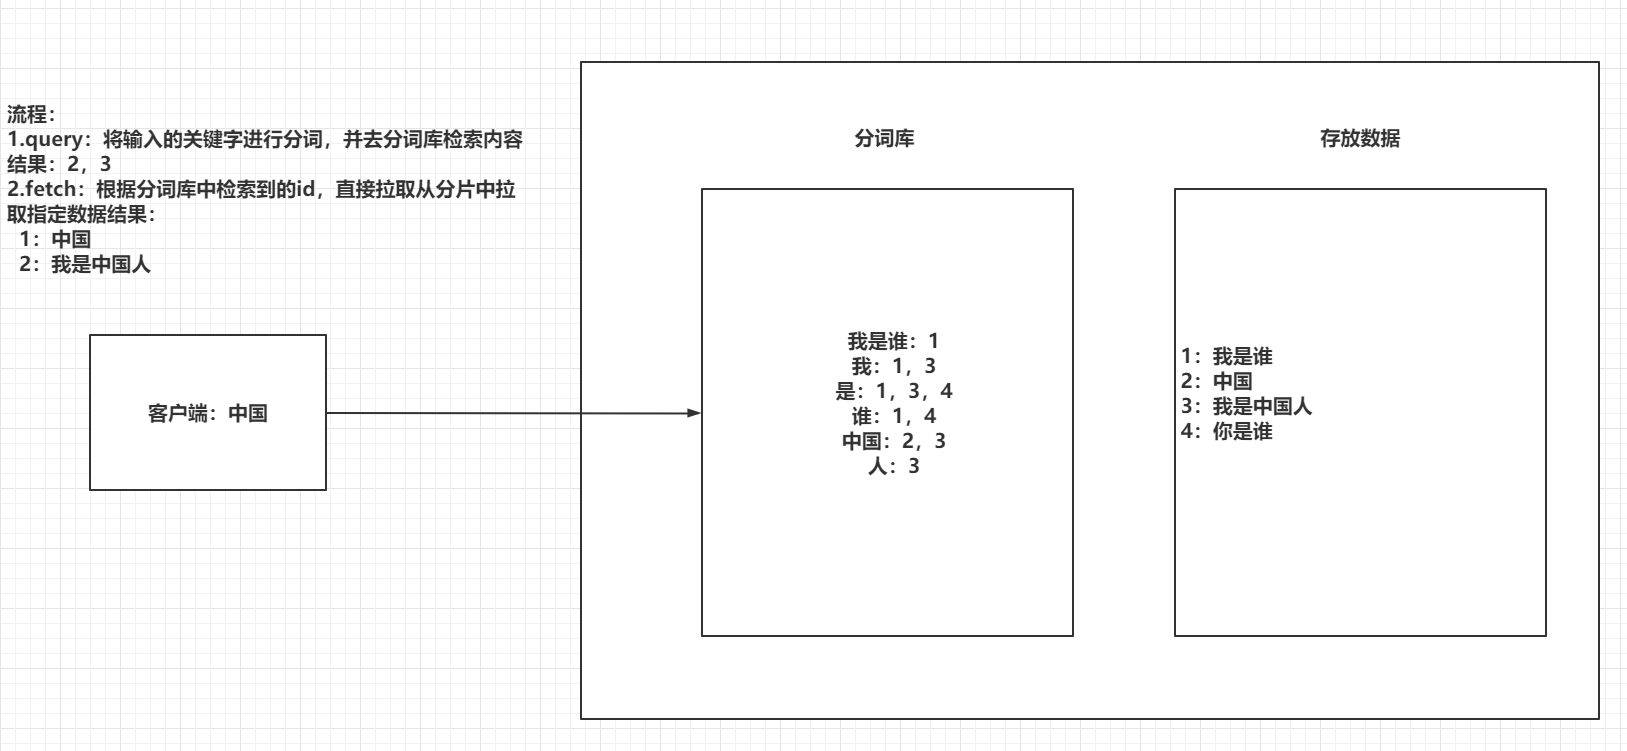 流程：
1.query：将输入的关键字进行分词，并去分词库检索内容
结果：2，3
2.fetch：根据分词库中检索到的id，直接拉取从分片中拉
取指定数据结果：
1：中国
2：我是中国人
客户端：中国
分词库
我是谁：1
我：1，3
是：1，3，4
谁：1，4
中国：2，3
人：3
存放数据
1：我是谁
2：中国
3：我是中国人
4：你是谁